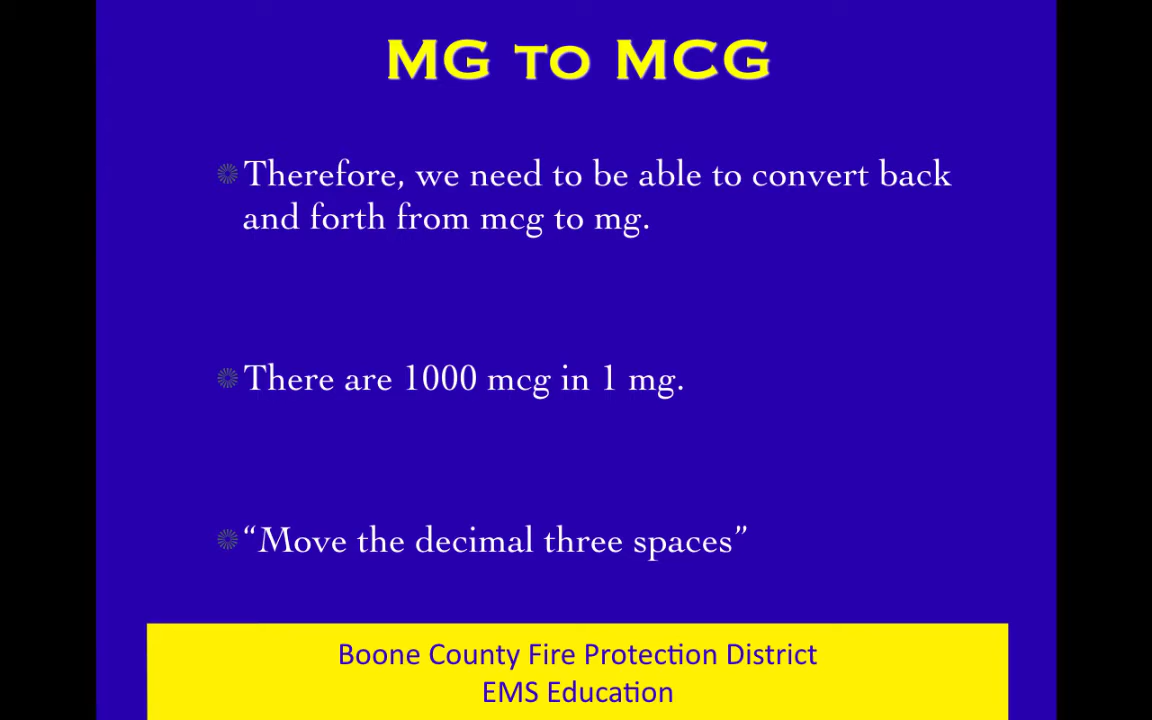 MG TO MCG
Therefore, we need to be able to convert back
and forth from mcg to mg.
There are 1000 mcg in 1 mg.
“Move the decimal three spaces”
Boone County Fire Protection District
EMS Education